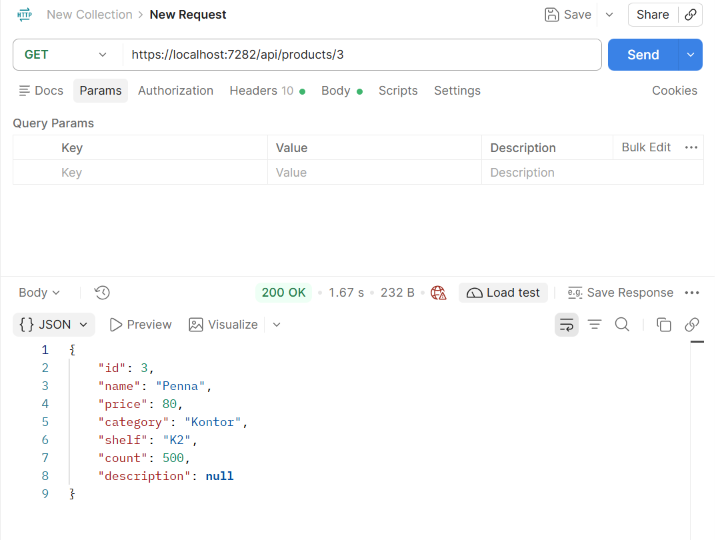 HTTP New Collection > New Request Save Share
GET https://localhost:7282/api/products/3 Send
Docs Params Authorization Headers 10 Body Scripts Settings Cookies
Query Params
Key Value Description Bulk Edit ...
Key Value Description
Body 200 OK • 1.67 s • 232 B • Load test e.g. Save Response ...
{} JSON Preview Visualize
1 {
2 "id": 3,
3 "name": "Penna",
4 "price": 80,
5 "category": "Kontor",
6 "shelf": "K2",
7 "count": 500,
8 "description": null
9 }